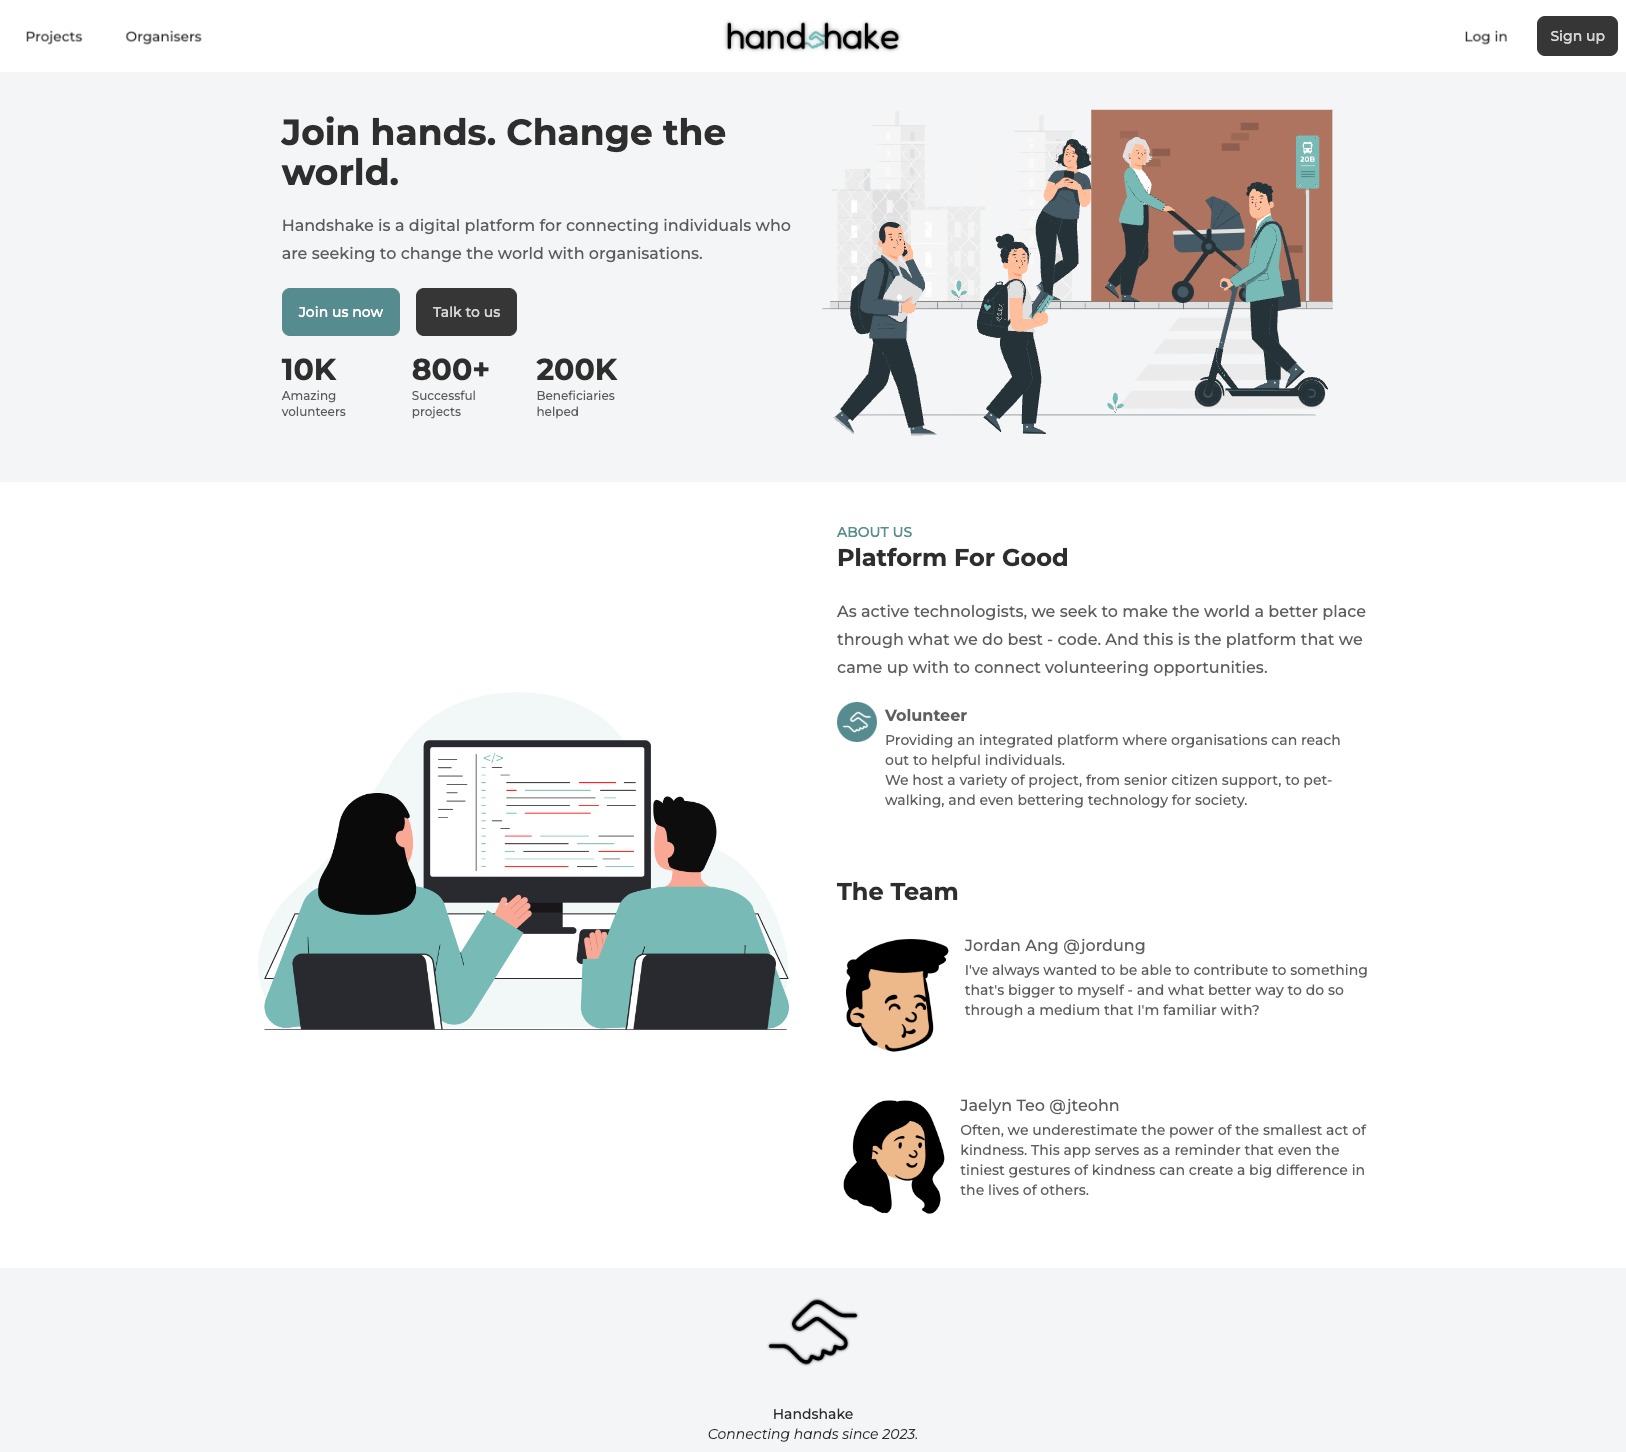 Projects
Organisers
handshake
Log in
Sign up
Join hands. Change the
world.
Handshake is a digital platform for connecting individuals who
are seeking to change the world with organisations.
Join us now
Talk to us
10K
Amazing
volunteers
800+
Successful
projects
200K
Beneficiaries
helped
20B
ABOUT US
Platform For Good
As active technologists, we seek to make the world a better place
through what we do best - code. And this is the platform that we
came up with to connect volunteering opportunities.
Volunteer
Providing an integrated platform where organisations can reach
out to helpful individuals.
We host a variety of project, from senior citizen support, to pet-
walking, and even bettering technology for society.
</>
The Team
Jordan Ang @jordung
I've always wanted to be able to contribute to something
that's bigger to myself - and what better way to do so
through a medium that I'm familiar with?
Jaelyn Teo @jteohn
Often, we underestimate the power of the smallest act of
kindness. This app serves as a reminder that even the
tiniest gestures of kindness can create a big difference in
the lives of others.
Handshake
Connecting hands since 2023.